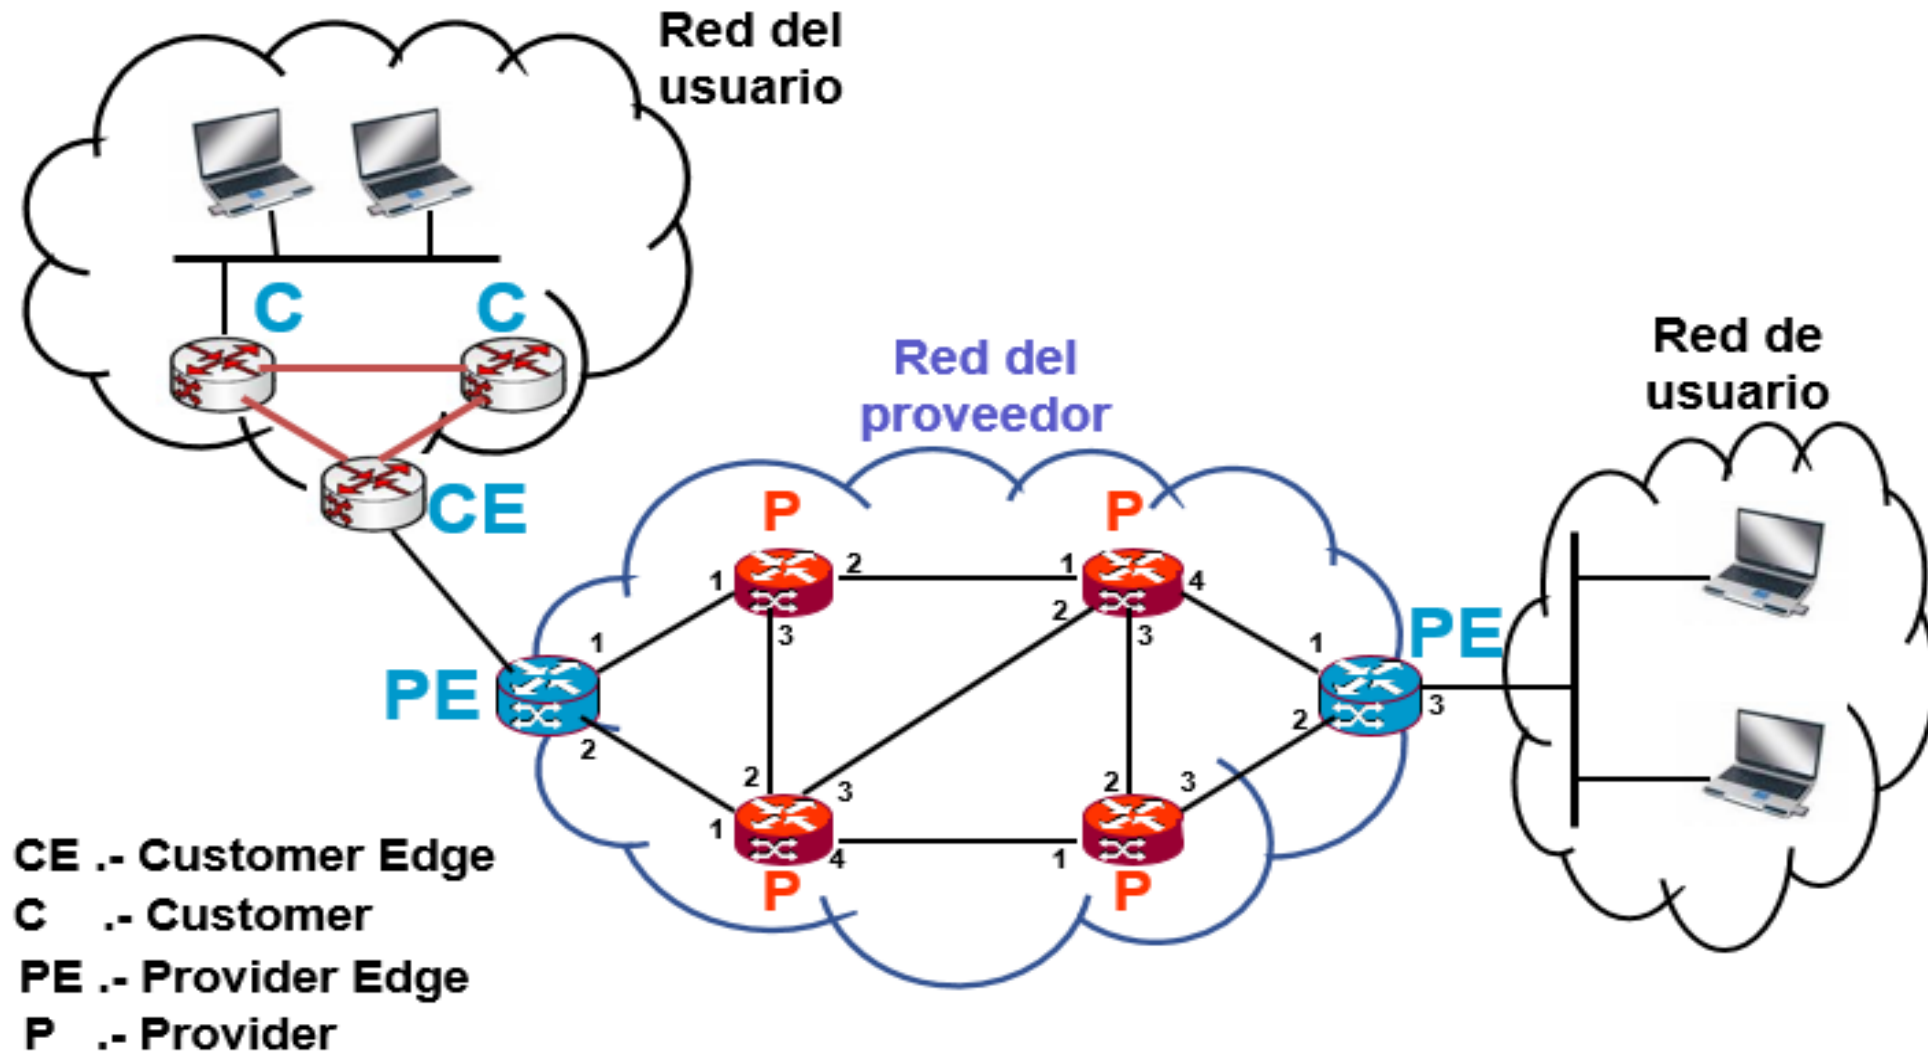 Red del
usuario
C C
CE
Red del
proveedor
Red de
usuario
P P
1 2 1 4
2
3 3
1 1
PE PE
3
2 2
2 3 2 3
1 4 1
P P
CE .- Customer Edge
C .- Customer
PE .- Provider Edge
P .- Provider